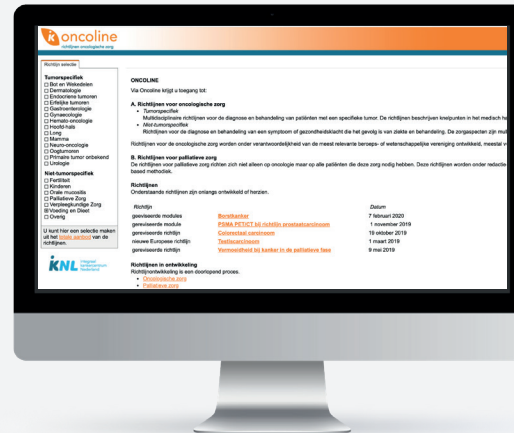 oncoline
richtlijnen oncologische zorg
Richtlijn selectie
Tumorspecifiek
Bot en Wekedelen
Dermatologie
Endocriene tumoren
Erfelijke tumoren
Gastroenterologie
Gynaecologie
Hemato-oncologie
Hoofd-hals
Long
Mamma
Neuro-oncologie
Oogtumoren
Primaire tumor onbekend
Urologie
Niet-tumorspecifiek
Fertiliteit
Kinderen
Orale mucositis
Palliatieve Zorg
Verpleegkundige Zorg
Voeding en Dieet
Overig
U kunt hier een selectie maken
uit het totale aanbod van de
richtlijnen.
IKNL integraal
kankercentrum
Nederland
ONCOLINE
Via Oncoline krijgt u toegang tot:
A. Richtlijnen voor oncologische zorg
• Tumorspecifiek
Multidisciplinaire richtlijnen voor de diagnose en behandeling van patiënten met een specifieke tumor. De richtlijnen beschrijven knelpunten in het medisch ha
• Niet-tumorspecifiek
Richtlijnen voor de diagnose en behandeling van een symptoom of gezondheidsklacht die het gevolg is van ziekte en behandeling. De zorgaspecten zijn mul
Richtlijnen voor de oncologische zorg worden onder verantwoordelijkheid van de meest relevante beroeps- of wetenschappelijke vereniging ontwikkeld, meestal v
B. Richtlijnen voor palliatieve zorg
De richtlijnen voor palliatieve zorg richten zich niet alleen op oncologie maar op alle patiënten die deze zorg nodig hebben. Deze richtlijnen worden onder redactie
based methodiek.
Richtlijnen
Onderstaande richtlijnen zijn onlangs ontwikkeld of herzien.
Richtlijn Datum
gereviseerde modules Borstkanker 7 februari 2020
gereviseerde module PSMA PET/CT bij richtlijn prostaatcarcinoom 1 november 2019
gereviseerde richtlijn Colorectaal carcinoom 19 oktober 2019
nieuwe Europese richtlijn Testiscarcinoom 1 maart 2019
gereviseerde richtlijn Vermoeidheid bij kanker in de palliatieve fase 9 mei 2019
Richtlijnen in ontwikkeling
Richtlijnontwikkeling is een doorlopend proces.
• Oncologische zorg
• Palliatieve zorg